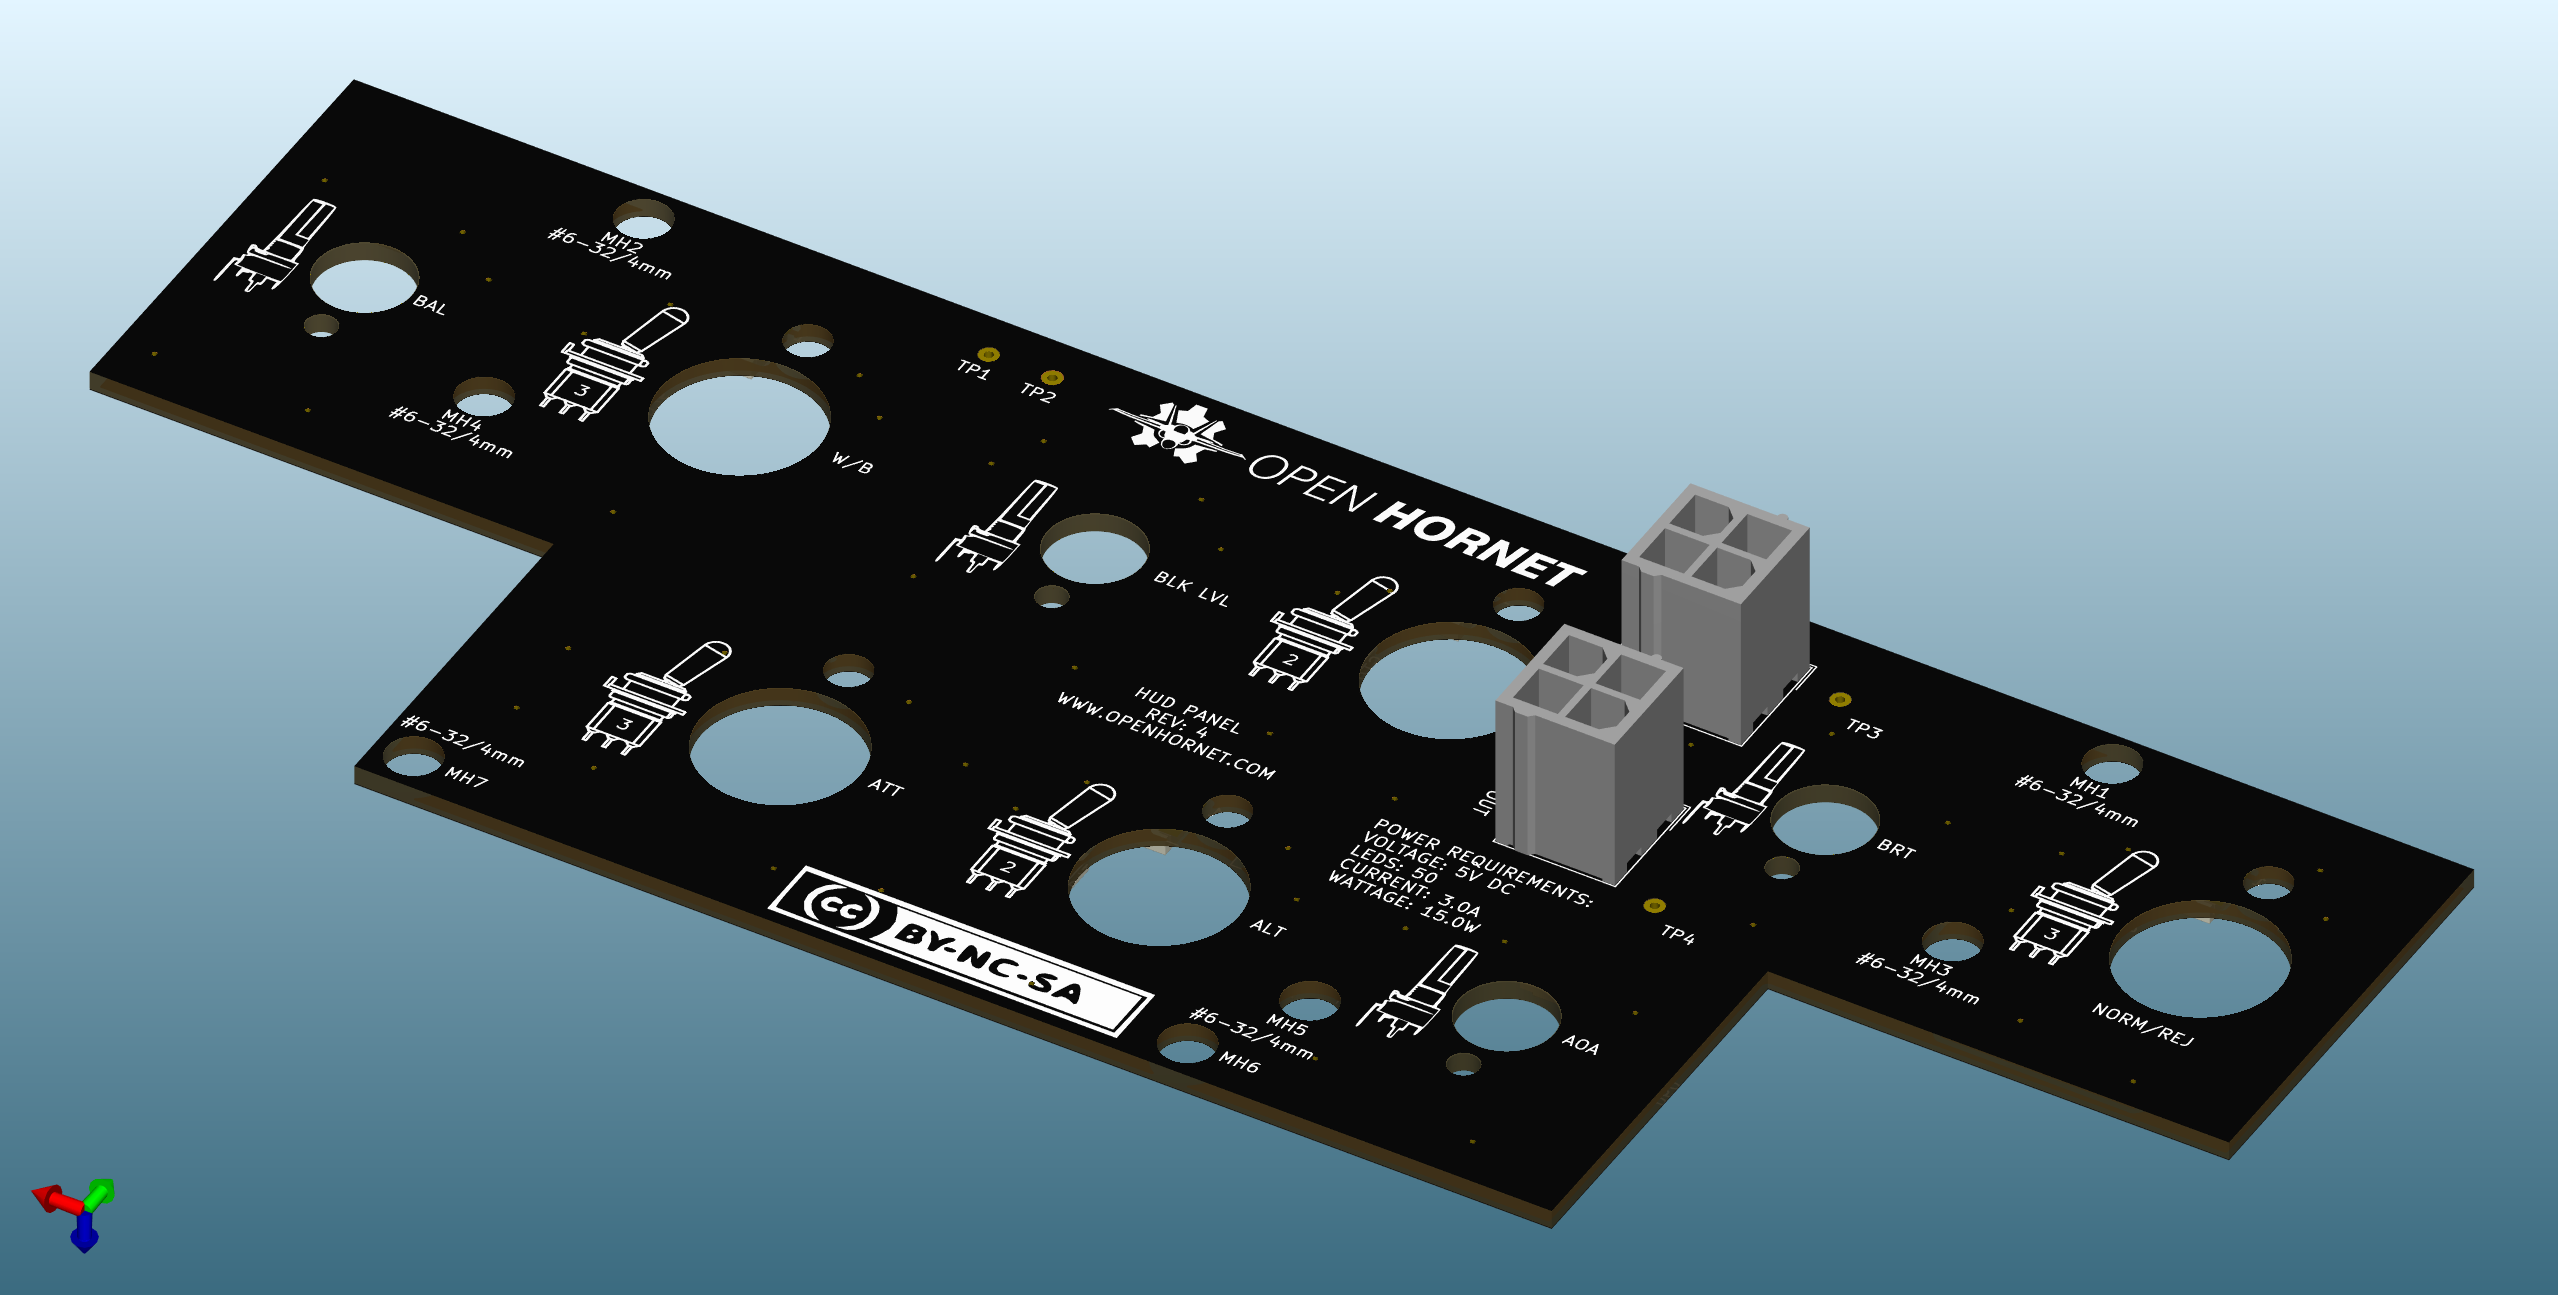 BAL
MH2
#6-32/4mm
3
MH4
#6-32/4mm
W/B
TP1
TP2
OPEN HORNET
BLK LVL
2
3
ATT
#6-32/4mm
MH7
HUD PANEL
REV: 4
WWW.OPENHORNET.COM
TP3
BRT
MH1
#6-32/4mm
2
ALT
POWER REQUIREMENTS:
VOLTAGE: 5V DC
LEDS: 50
CURRENT: 3.0A
WATTAGE: 15.0W
TP4
3
MH3
#6-32/4mm
NORM/REJ
cc BY-NC-SA
MH5
#6-32/4mm
MH6
AOA